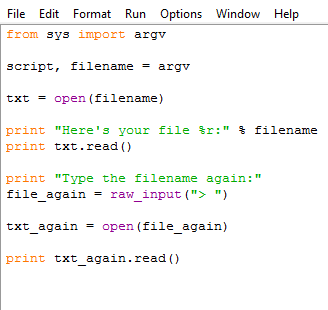 File Edit Format Run Options Window Help
from sys import argv
script, filename = argv
txt = open(filename)
print "Here's your file %r:" % filename
print txt.read()
print "Type the filename again:"
file_again = raw_input("> ")
txt_again = open(file_again)
print txt_again.read()